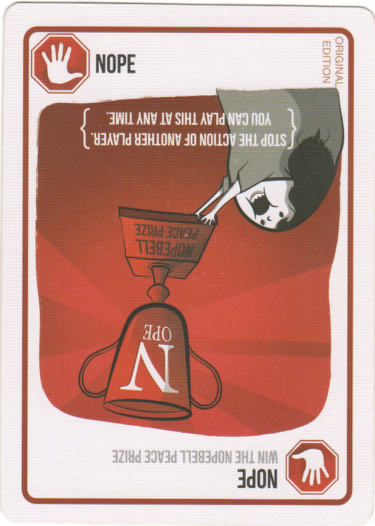 NOPE
ORIGINAL
EDITION
NOPE
WIN THE NOPEBELL PEACE PRIZE
NOPE
NOPEBELL
PEACE PRIZE
STOP THE ACTION OF ANOTHER PLAYER.
YOU CAN PLAY THIS AT ANY TIME.